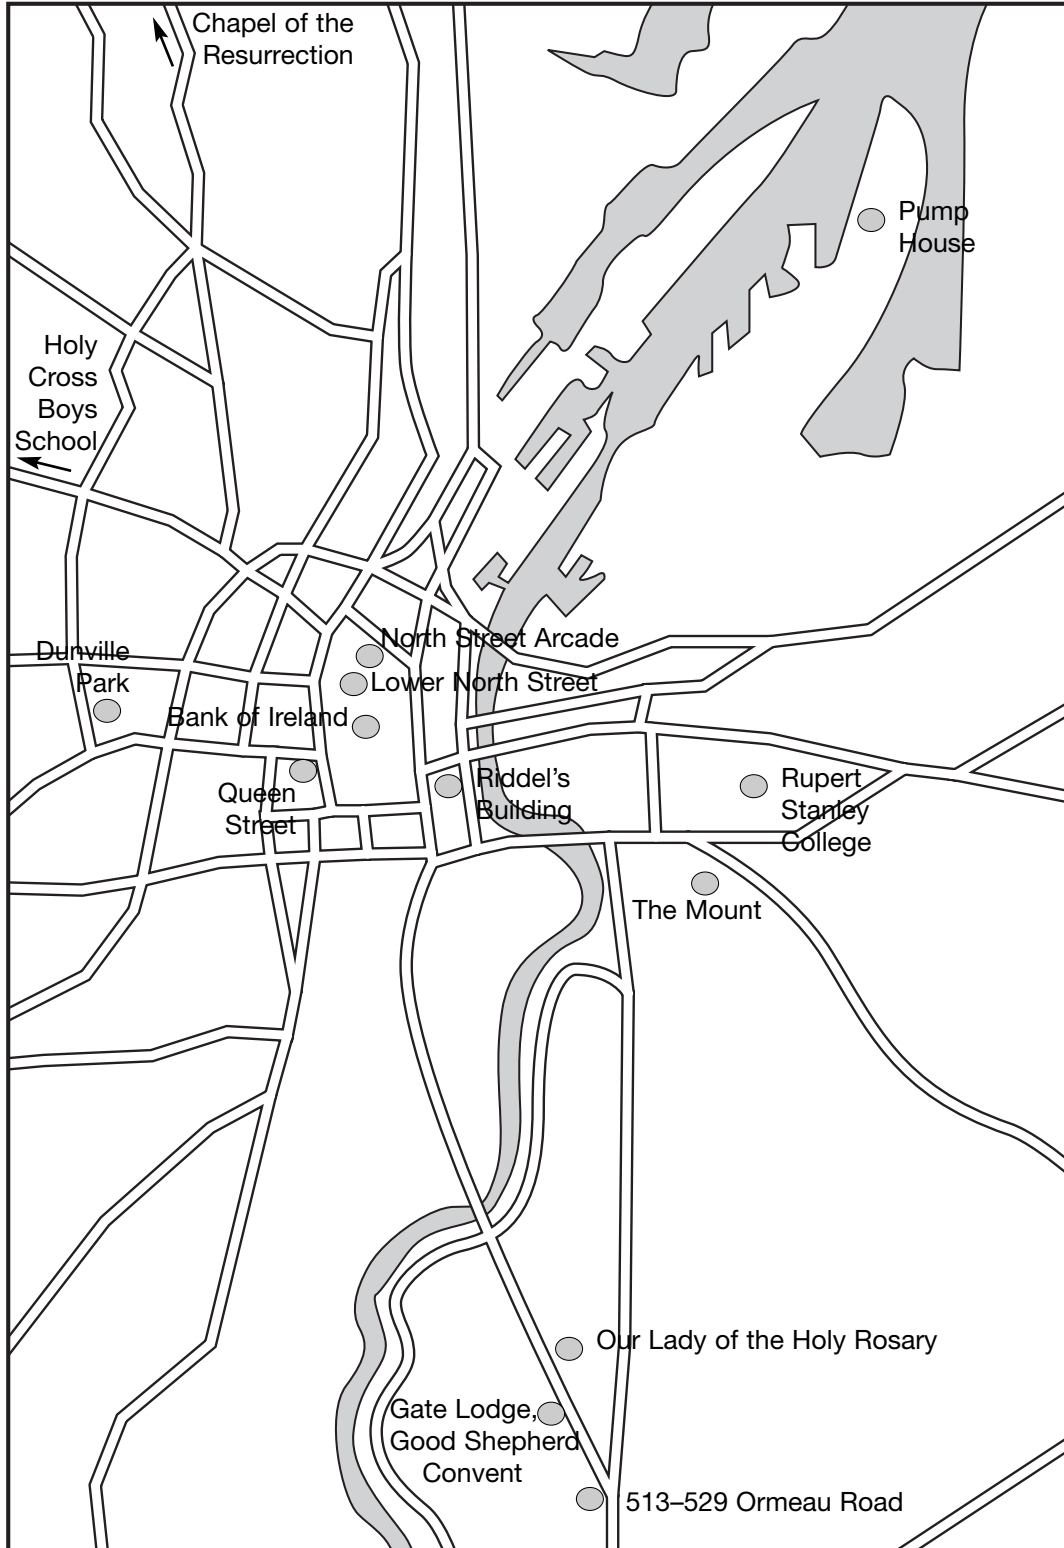 Chapel of the
Resurrection
Pump
House
Holy
Cross
Boys
School
North Street Arcade
Dunville
Park
Lower North Street
Bank of Ireland
Queen
Street
Riddel’s
Building
Rupert
Stanley
College
The Mount
Our Lady of the Holy Rosary
Gate Lodge,
Good Shepherd
Convent
513–529 Ormeau Road